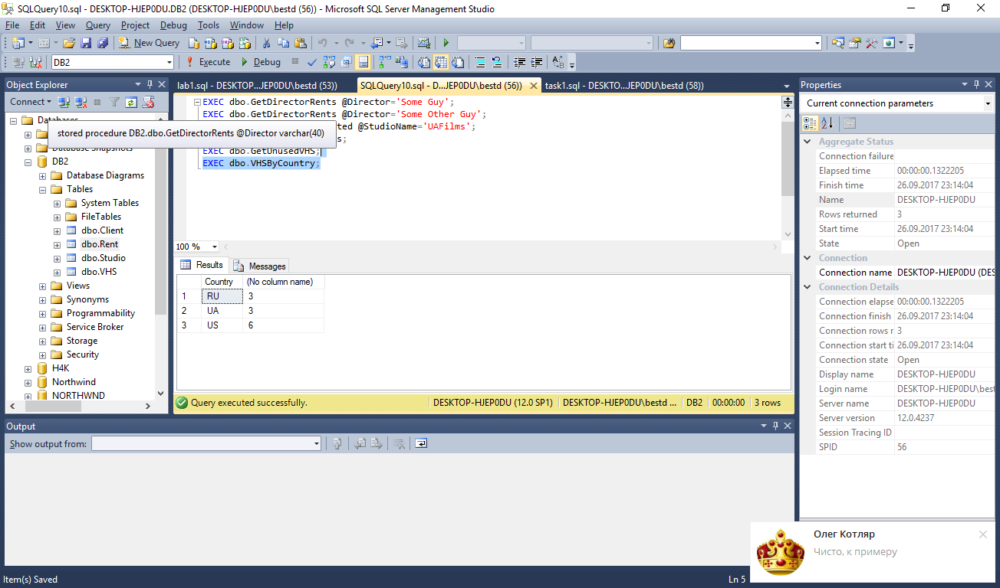 SQLQuery10.sql - DESKTOP-HJEP0DU.DB2 (DESKTOP-HJEP0DU\bestd (56)) - Microsoft SQL Server Management Studio
File Edit View Query Project Debug Tools Window Help
New Query
DB2 Execute Debug
Object Explorer
Connect
Databases
Database Snapshots
DB2
Database Diagrams
Tables
System Tables
FileTables
dbo.Client
dbo.Rent
dbo.Studio
dbo.VHS
Views
Synonyms
Programmability
Service Broker
Storage
Security
H4K
Northwind
NORTHWND
stored procedure DB2.dbo.GetDirectorRents @Director varchar(40)
lab1.sql - DESKTOP...JEP0DU\bestd (53)) SQLQuery10.sql - D...JEP0DU\bestd (56)) task1.sql - DESKTO...JEP0DU\bestd (58))
EXEC dbo.GetDirectorRents @Director='Some Guy';
EXEC dbo.GetDirectorRents @Director='Some Other Guy';
ted @StudioName='UAFilms';
s;
EXEC dbo.GetUnusedVHS;
EXEC dbo.VHSByCountry;
100 %
Results Messages
Country (No column name)
1 RU 3
2 UA 3
3 US 6
Query executed successfully. DESKTOP-HJEP0DU (12.0 SP1) DESKTOP-HJEP0DU\bestd ... DB2 00:00:00 3 rows
Properties
Current connection parameters
Aggregate Status
Connection failure
Elapsed time 00:00:00.1322205
Finish time 26.09.2017 23:14:04
Name DESKTOP-HJEP0DU
Rows returned 3
Start time 26.09.2017 23:14:04
State Open
Connection
Connection name DESKTOP-HJEP0DU (DES
Connection Details
Connection elapse 00:00:00.1322205
Connection finish 26.09.2017 23:14:04
Connection rows r 3
Connection start ti 26.09.2017 23:14:04
Connection state Open
Display name DESKTOP-HJEP0DU
Login name DESKTOP-HJEP0DU\best
Server name DESKTOP-HJEP0DU
Server version 12.0.4237
Session Tracing ID
SPID 56
Output
Show output from:
Олег Котляр
Чисто, к примеру
Item(s) Saved Ln 5